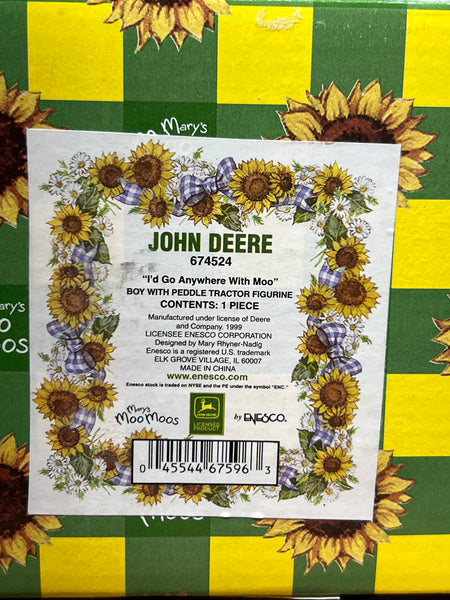 Mary's
Mary's
Moo
Moos
JOHN DEERE
674524
"I'd Go Anywhere With Moo"
BOY WITH PEDDLE TRACTOR FIGURINE
CONTENTS: 1 PIECE
Manufactured under license of Deere
and Company. 1999
LICENSEE ENESCO CORPORATION
Designed by Mary Rhyner-Nadig
Enesco is a registered U.S. trademark
ELK GROVE VILLAGE, IL 60007
MADE IN CHINA
www.enesco.com
Enesco stock is traded on NYSE and the PE under the symbol "ENC."
Mary's
Moo Moos
JOHN DEERE
LICENSED
PRODUCT
by ENESCO.
0 45544 67596 3